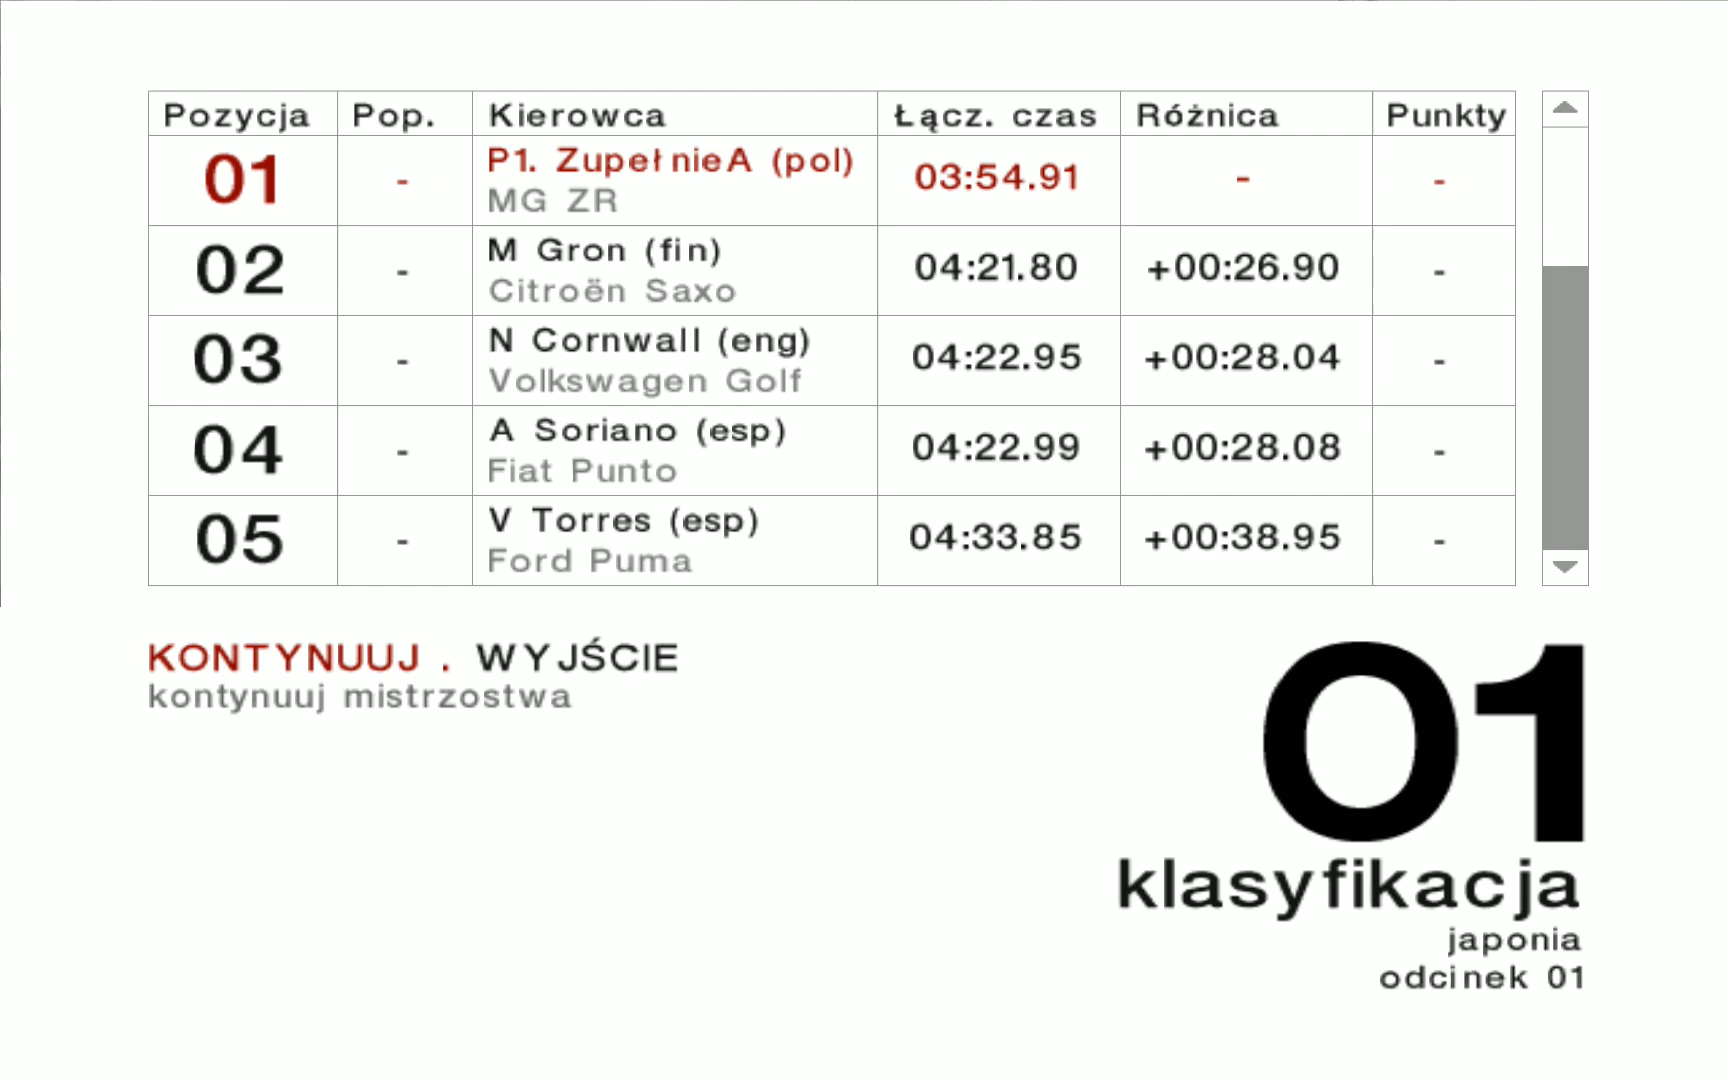 Pozycja Pop. Kierowca Łącz. czas Różnica Punkty
01 - P1. ZupełnieA (pol) 03:54.91 - -
MG ZR
02 - M Gron (fin) 04:21.80 +00:26.90 -
Citroën Saxo
03 - N Cornwall (eng) 04:22.95 +00:28.04 -
Volkswagen Golf
04 - A Soriano (esp) 04:22.99 +00:28.08 -
Fiat Punto
05 - V Torres (esp) 04:33.85 +00:38.95 -
Ford Puma
KONTYNUUJ . WYJŚCIE
kontynuuj mistrzostwa
01
klasyfikacja
japonia
odcinek 01